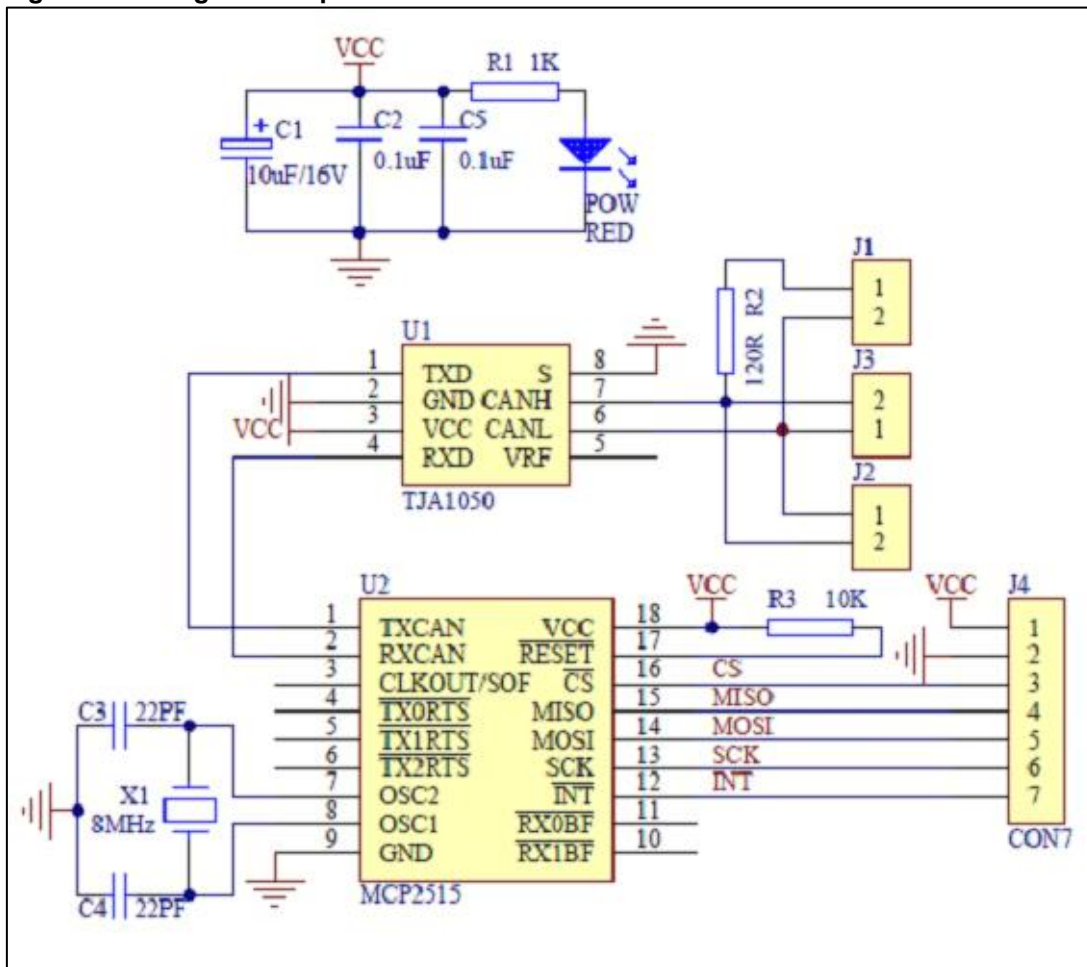 VCC
R1 1K
C1
C2
C5
10uF/16V
0.1uF
0.1uF
POW
RED
J1
1
2
R2
120R
U1
1 TXD S 8
2 GND CANH 7
VCC 3 VCC CANL 6
4 RXD VRF 5
TJA1050
J3
2
1
J2
1
2
U2
1 TXCAN VCC 18
2 RXCAN RESET 17
3 CLKOUT/SOF CS 16
4 TX0RTS MISO 15
5 TX1RTS MOSI 14
6 TX2RTS SCK 13
7 OSC2 INT 12
8 OSC1 RX0BF 11
9 GND RX1BF 10
MCP2515
VCC
R3 10K
CS
MISO
MOSI
SCK
INT
VCC
J4
1
2
3
4
5
6
7
CON7
C3 22PF
X1
8MHz
C4 22PF